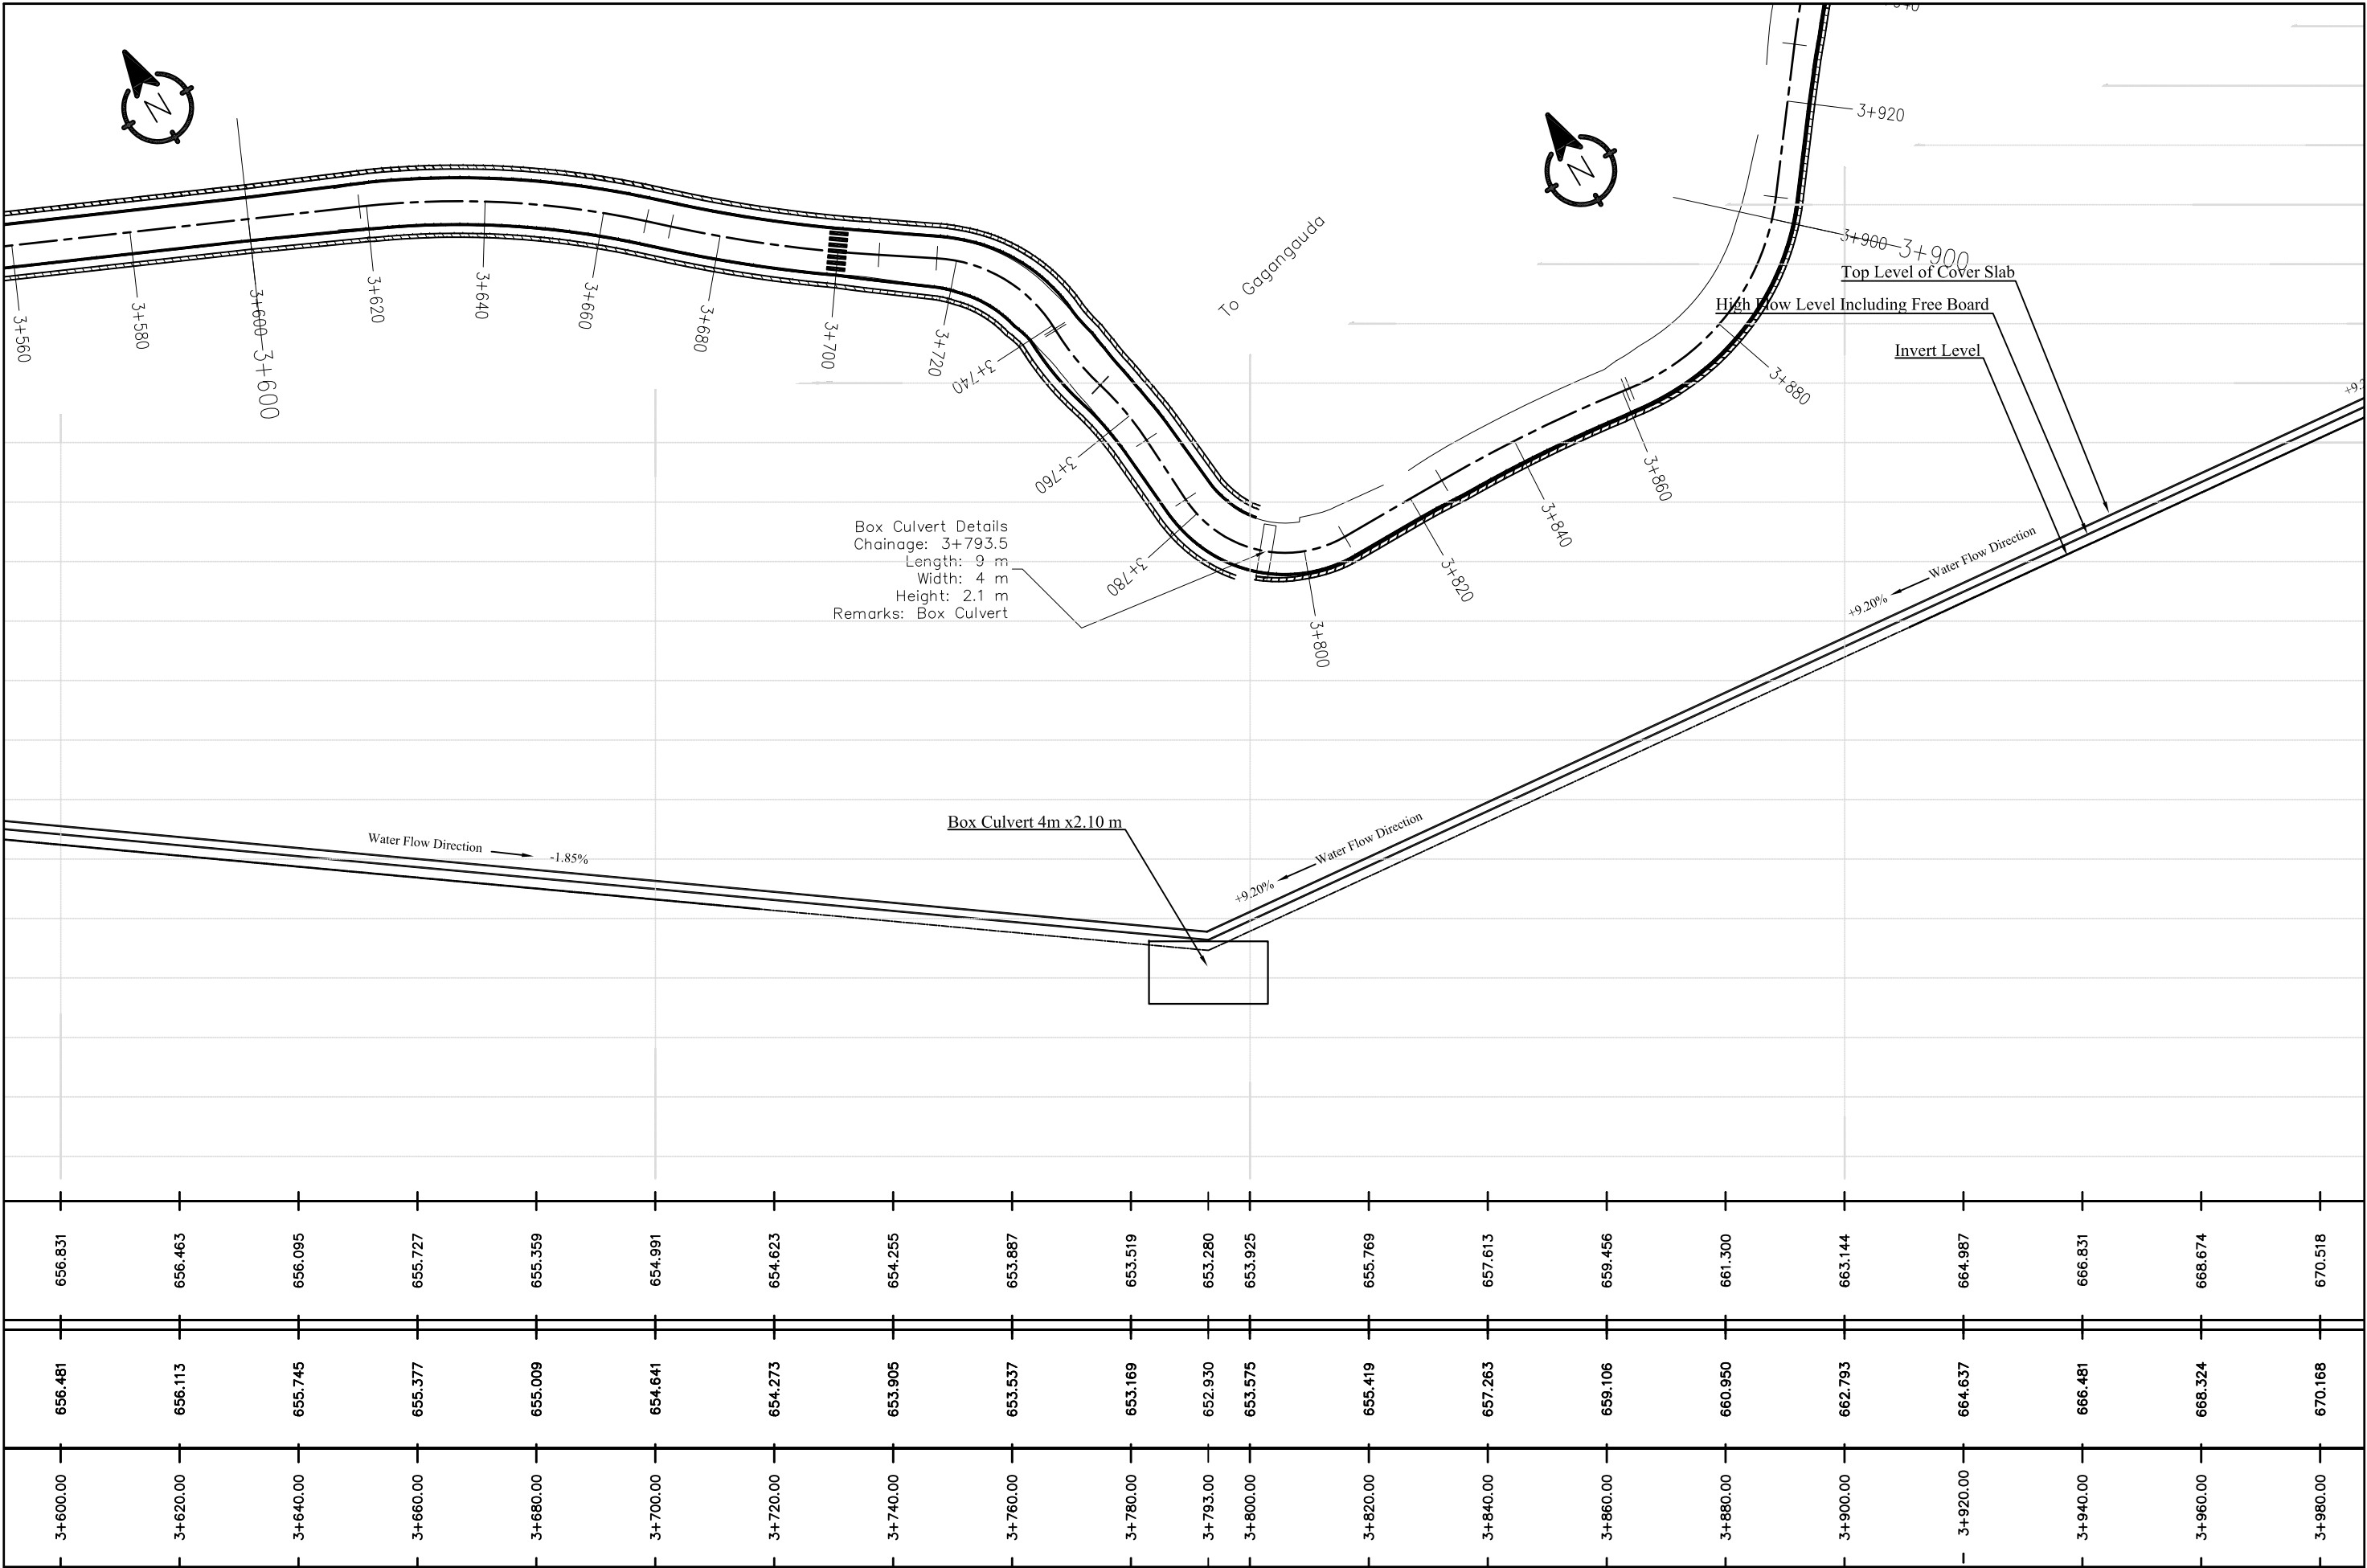 N
N
3+920
3+900
3+900
To Gagangauda
Top Level of Cover Slab
High Flow Level Including Free Board
Invert Level
3+560
3+580
3+600
3+600
3+620
3+640
3+660
3+680
3+700
3+720
3+740
3+760
3+780
3+800
3+820
3+840
3+860
3+880
Box Culvert Details
Chainage: 3+793.5
Length: 9 m
Width: 4 m
Height: 2.1 m
Remarks: Box Culvert
Water Flow Direction
+9.20%
Water Flow Direction
-1.85%
Box Culvert 4m x2.10 m
Water Flow Direction
+9.20%
656.831 656.463 656.095 655.727 655.359 654.991 654.623 654.255 653.887 653.519 653.280 653.925 655.769 657.613 659.456 661.300 663.144 664.987 666.831 668.674 670.518
656.481 656.113 655.745 655.377 655.009 654.641 654.273 653.905 653.537 653.169 652.930 653.575 655.419 657.263 659.106 660.950 662.793 664.637 666.481 668.324 670.168
3+600.00 3+620.00 3+640.00 3+660.00 3+680.00 3+700.00 3+720.00 3+740.00 3+760.00 3+780.00 3+793.00 3+800.00 3+820.00 3+840.00 3+860.00 3+880.00 3+900.00 3+920.00 3+940.00 3+960.00 3+980.00